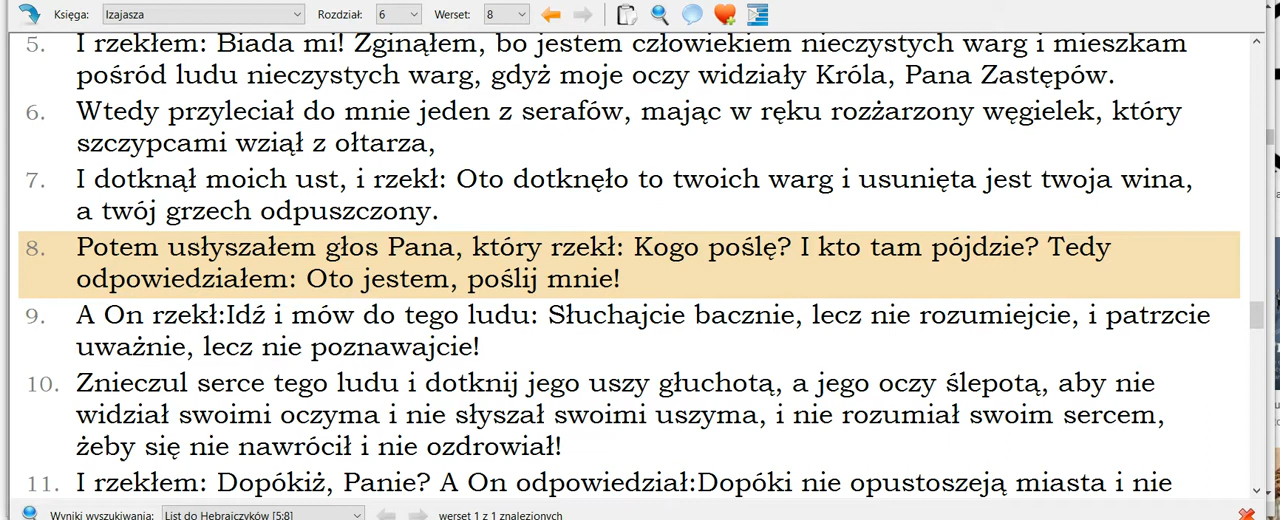 Księga: Izajasza Rozdział: 6 Werset: 8
5. I rzekłem: Biada mi! Zginąłem, bo jestem człowiekiem nieczystych warg i mieszkam
pośród ludu nieczystych warg, gdyż moje oczy widziały Króla, Pana Zastępów.
6. Wtedy przyleciał do mnie jeden z serafów, mając w ręku rozżarzony węgielek, który
szczypcami wziął z ołtarza,
7. I dotknął moich ust, i rzekł: Oto dotknęło to twoich warg i usunięta jest twoja wina,
a twój grzech odpuszczony.
8. Potem usłyszałem głos Pana, który rzekł: Kogo poślę? I kto tam pójdzie? Tedy
odpowiedziałem: Oto jestem, poślij mnie!
9. A On rzekł:Idź i mów do tego ludu: Słuchajcie bacznie, lecz nie rozumiejcie, i patrzcie
uważnie, lecz nie poznawajcie!
10. Znieczul serce tego ludu i dotknij jego uszy głuchotą, a jego oczy ślepotą, aby nie
widział swoimi oczyma i nie słyszał swoimi uszyma, i nie rozumiał swoim sercem,
żeby się nie nawrócił i nie ozdrowiał!
11. I rzekłem: Dopókiż, Panie? A On odpowiedział:Dopóki nie opustoszeją miasta i nie
Wyniki wyszukiwania: List do Hebrajczyków [5:8] werset 1 z 1 znalezionych